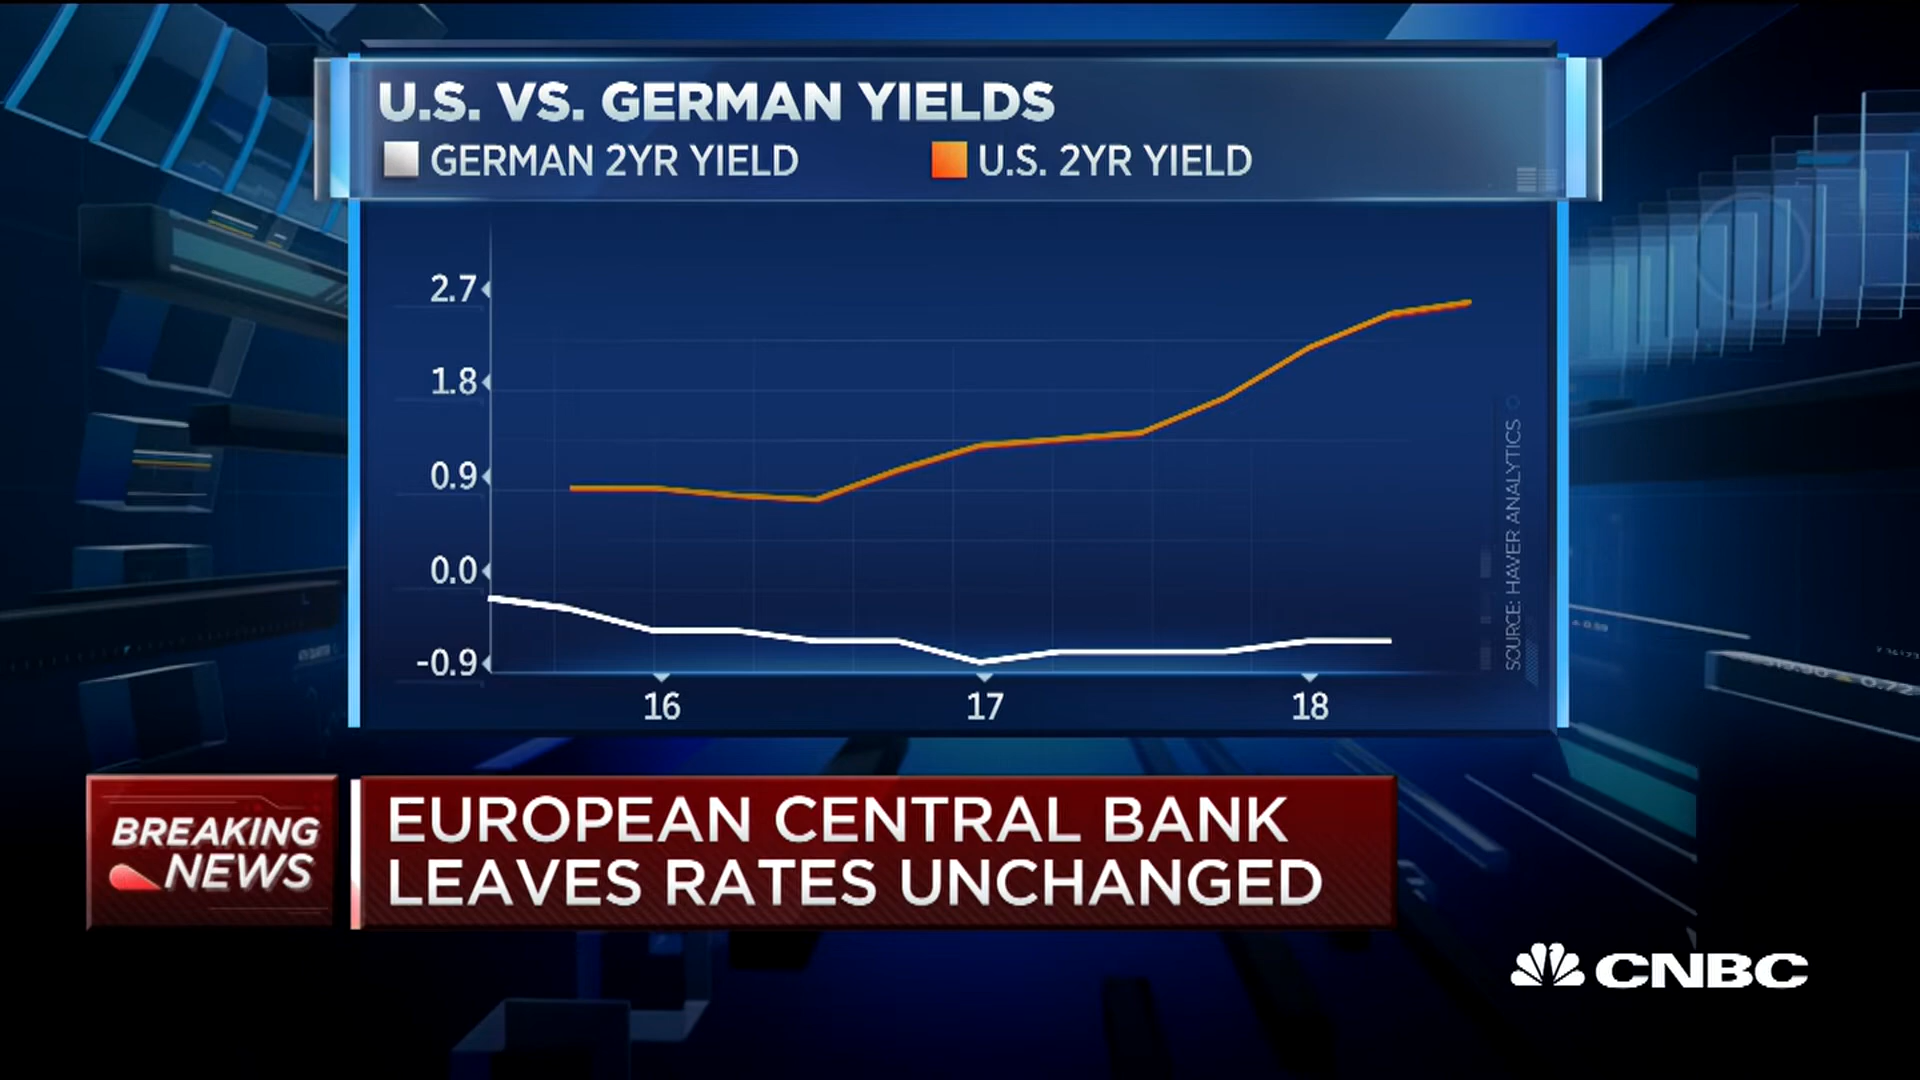 U.S. VS. GERMAN YIELDS
GERMAN 2YR YIELD
U.S. 2YR YIELD
2.7
1.8
0.9
0.0
-0.9
16
17
18
SOURCE: HAVER ANALYTICS
BREAKING
NEWS
EUROPEAN CENTRAL BANK
LEAVES RATES UNCHANGED
CNBC